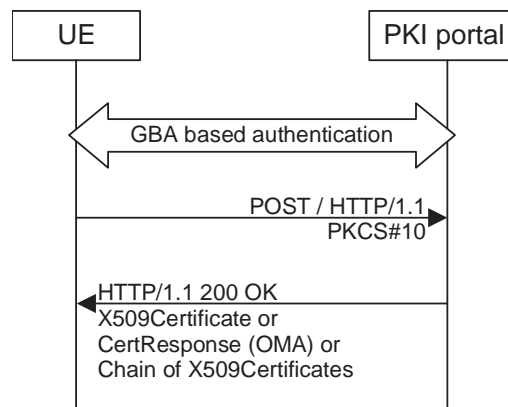 UE
PKI portal
GBA based authentication
POST / HTTP/1.1
PKCS#10
HTTP/1.1 200 OK
X509Certificate or
CertResponse (OMA) or
Chain of X509Certificates